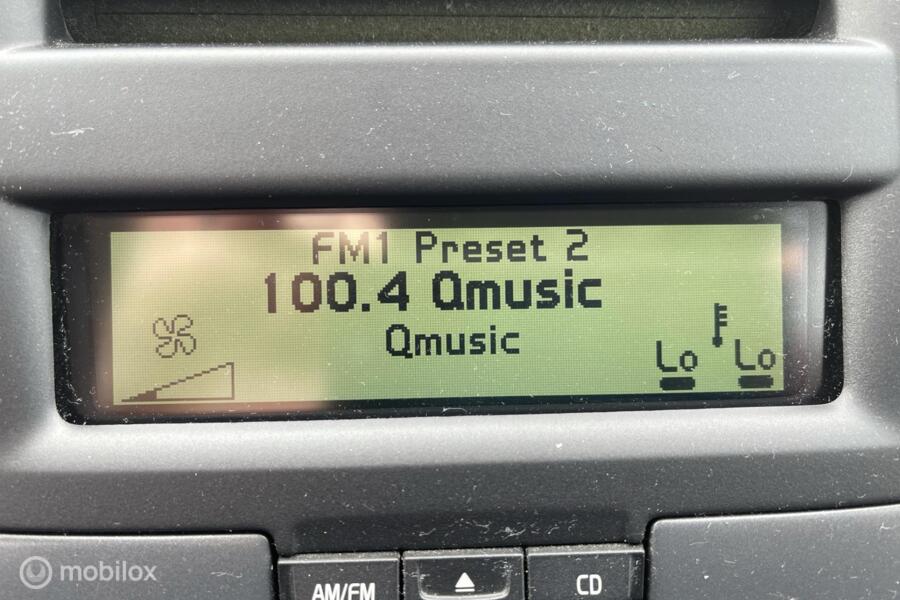 FM1 Preset 2
100.4 Qmusic
Qmusic
Lo Lo
AM/FM CD
mobilox